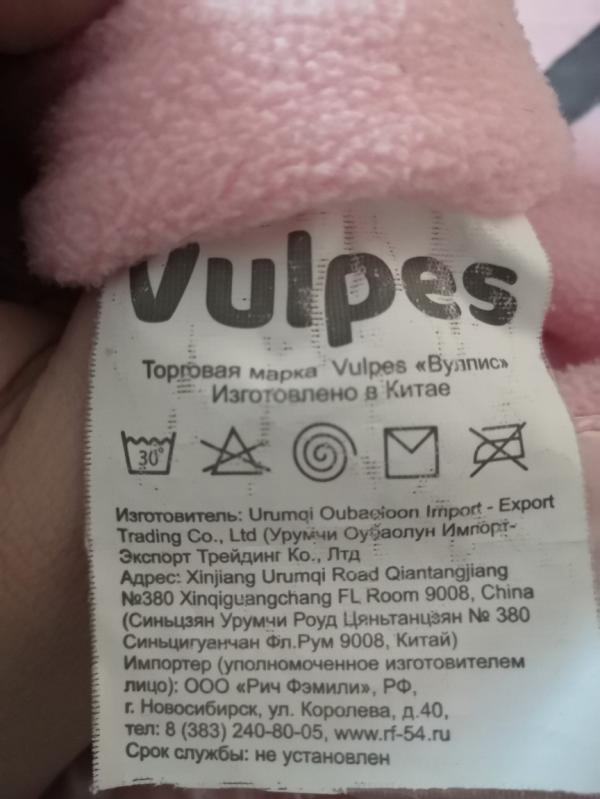 Vulpes
Торговая марка Vulpes «Вулпис»
Изготовлено в Китае
30°
Изготовитель: Urumqi Oubaoloon Import - Export
Trading Co., Ltd (Урумчи Оубаолун Импорт-
Экспорт Трейдинг Ко., Лтд
Адрес: Xinjiang Urumqi Road Qiantangjiang
№380 Xinqiguangchang FL Room 9008, China
(Синьцзян Урумчи Роуд Цяньтанцзян № 380
Синьцигуанчан Фл.Рум 9008, Китай)
Импортер (уполномоченное изготовителем
лицо): ООО «Рич Фэмили», РФ,
г. Новосибирск, ул. Королева, д.40,
тел: 8 (383) 240-80-05, www.rf-54.ru
Срок службы: не установлен